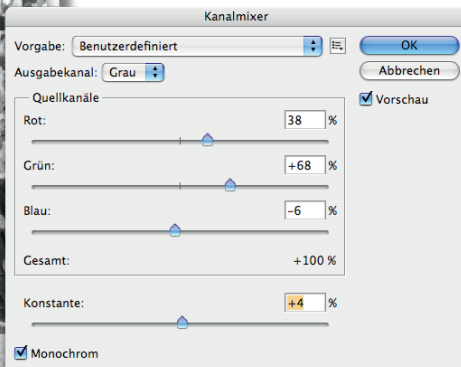 Kanalmixer
Vorgabe: Benutzerdefiniert
OK
Ausgabekanal: Grau
Abbrechen
Quellkanäle
Vorschau
Rot: 38 %
Grün: +68 %
Blau: -6 %
Gesamt: +100 %
Konstante: +4 %
Monochrom